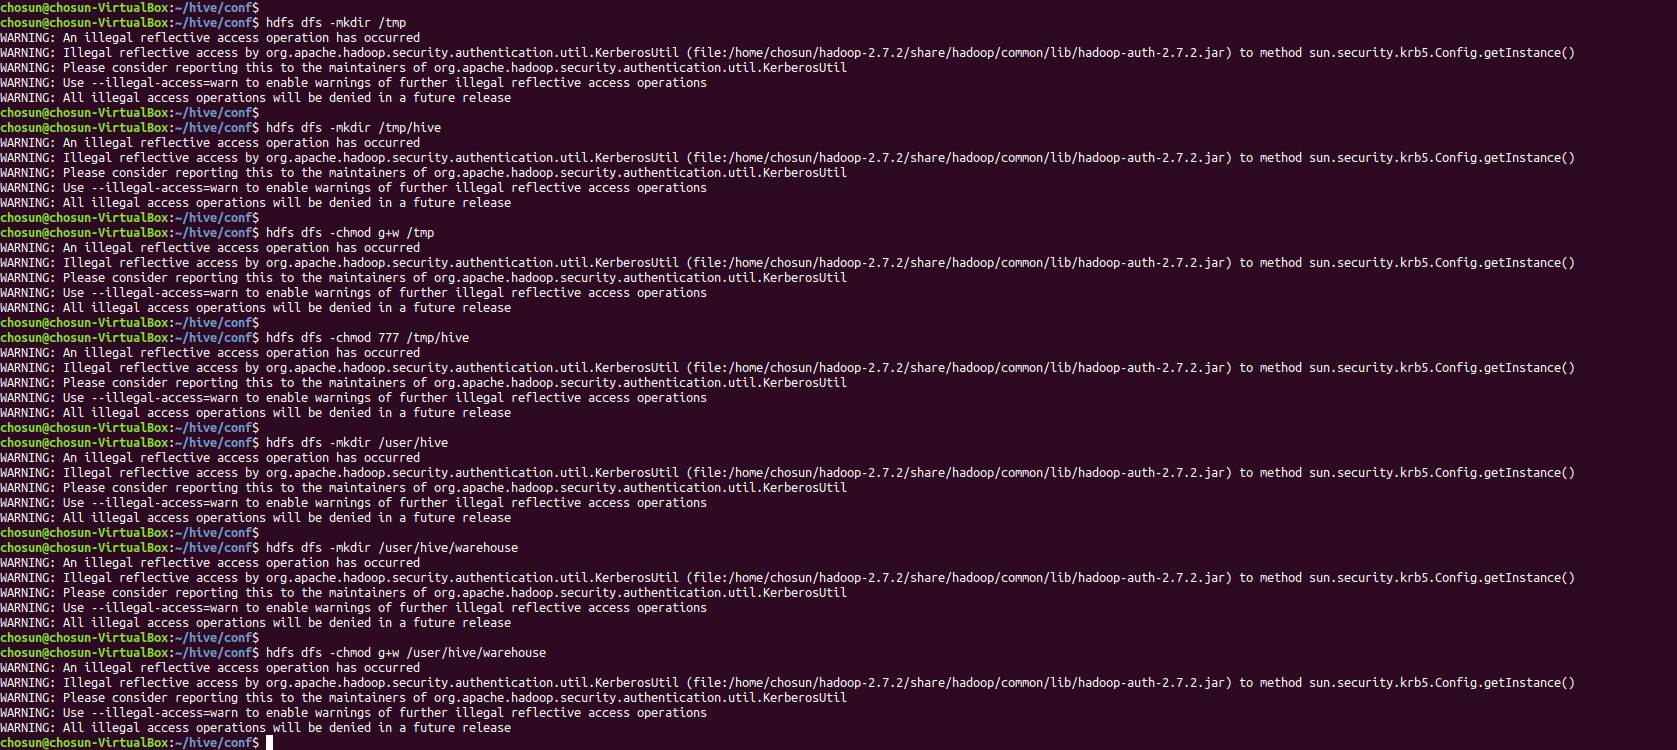 chosun@chosun-VirtualBox:~/hive/conf$
chosun@chosun-VirtualBox:~/hive/conf$ hdfs dfs -mkdir /tmp
WARNING: An illegal reflective access operation has occurred
WARNING: Illegal reflective access by org.apache.hadoop.security.authentication.util.KerberosUtil (file:/home/chosun/hadoop-2.7.2/share/hadoop/common/lib/hadoop-auth-2.7.2.jar) to method sun.security.krb5.Config.getInstance()
WARNING: Please consider reporting this to the maintainers of org.apache.hadoop.security.authentication.util.KerberosUtil
WARNING: Use --illegal-access=warn to enable warnings of further illegal reflective access operations
WARNING: All illegal access operations will be denied in a future release
chosun@chosun-VirtualBox:~/hive/conf$
chosun@chosun-VirtualBox:~/hive/conf$ hdfs dfs -mkdir /tmp/hive
WARNING: An illegal reflective access operation has occurred
WARNING: Illegal reflective access by org.apache.hadoop.security.authentication.util.KerberosUtil (file:/home/chosun/hadoop-2.7.2/share/hadoop/common/lib/hadoop-auth-2.7.2.jar) to method sun.security.krb5.Config.getInstance()
WARNING: Please consider reporting this to the maintainers of org.apache.hadoop.security.authentication.util.KerberosUtil
WARNING: Use --illegal-access=warn to enable warnings of further illegal reflective access operations
WARNING: All illegal access operations will be denied in a future release
chosun@chosun-VirtualBox:~/hive/conf$
chosun@chosun-VirtualBox:~/hive/conf$ hdfs dfs -chmod g+w /tmp
WARNING: An illegal reflective access operation has occurred
WARNING: Illegal reflective access by org.apache.hadoop.security.authentication.util.KerberosUtil (file:/home/chosun/hadoop-2.7.2/share/hadoop/common/lib/hadoop-auth-2.7.2.jar) to method sun.security.krb5.Config.getInstance()
WARNING: Please consider reporting this to the maintainers of org.apache.hadoop.security.authentication.util.KerberosUtil
WARNING: Use --illegal-access=warn to enable warnings of further illegal reflective access operations
WARNING: All illegal access operations will be denied in a future release
chosun@chosun-VirtualBox:~/hive/conf$
chosun@chosun-VirtualBox:~/hive/conf$ hdfs dfs -chmod 777 /tmp/hive
WARNING: An illegal reflective access operation has occurred
WARNING: Illegal reflective access by org.apache.hadoop.security.authentication.util.KerberosUtil (file:/home/chosun/hadoop-2.7.2/share/hadoop/common/lib/hadoop-auth-2.7.2.jar) to method sun.security.krb5.Config.getInstance()
WARNING: Please consider reporting this to the maintainers of org.apache.hadoop.security.authentication.util.KerberosUtil
WARNING: Use --illegal-access=warn to enable warnings of further illegal reflective access operations
WARNING: All illegal access operations will be denied in a future release
chosun@chosun-VirtualBox:~/hive/conf$
chosun@chosun-VirtualBox:~/hive/conf$ hdfs dfs -mkdir /user/hive
WARNING: An illegal reflective access operation has occurred
WARNING: Illegal reflective access by org.apache.hadoop.security.authentication.util.KerberosUtil (file:/home/chosun/hadoop-2.7.2/share/hadoop/common/lib/hadoop-auth-2.7.2.jar) to method sun.security.krb5.Config.getInstance()
WARNING: Please consider reporting this to the maintainers of org.apache.hadoop.security.authentication.util.KerberosUtil
WARNING: Use --illegal-access=warn to enable warnings of further illegal reflective access operations
WARNING: All illegal access operations will be denied in a future release
chosun@chosun-VirtualBox:~/hive/conf$
chosun@chosun-VirtualBox:~/hive/conf$ hdfs dfs -mkdir /user/hive/warehouse
WARNING: An illegal reflective access operation has occurred
WARNING: Illegal reflective access by org.apache.hadoop.security.authentication.util.KerberosUtil (file:/home/chosun/hadoop-2.7.2/share/hadoop/common/lib/hadoop-auth-2.7.2.jar) to method sun.security.krb5.Config.getInstance()
WARNING: Please consider reporting this to the maintainers of org.apache.hadoop.security.authentication.util.KerberosUtil
WARNING: Use --illegal-access=warn to enable warnings of further illegal reflective access operations
WARNING: All illegal access operations will be denied in a future release
chosun@chosun-VirtualBox:~/hive/conf$
chosun@chosun-VirtualBox:~/hive/conf$ hdfs dfs -chmod g+w /user/hive/warehouse
WARNING: An illegal reflective access operation has occurred
WARNING: Illegal reflective access by org.apache.hadoop.security.authentication.util.KerberosUtil (file:/home/chosun/hadoop-2.7.2/share/hadoop/common/lib/hadoop-auth-2.7.2.jar) to method sun.security.krb5.Config.getInstance()
WARNING: Please consider reporting this to the maintainers of org.apache.hadoop.security.authentication.util.KerberosUtil
WARNING: Use --illegal-access=warn to enable warnings of further illegal reflective access operations
WARNING: All illegal access operations will be denied in a future release
chosun@chosun-VirtualBox:~/hive/conf$